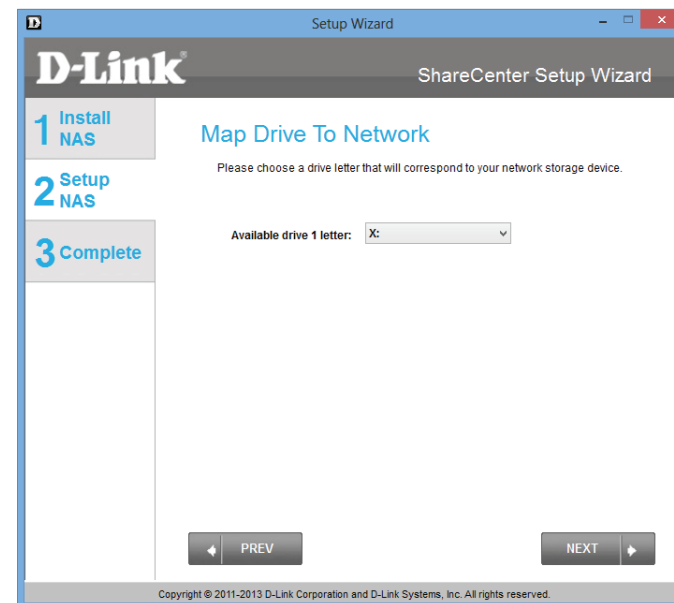 D Setup Wizard
D-Link
ShareCenter Setup Wizard
1 Install
NAS
2 Setup
NAS
3 Complete
Map Drive To Network
Please choose a drive letter that will correspond to your network storage device.
Available drive 1 letter: X:
PREV
NEXT
Copyright © 2011-2013 D-Link Corporation and D-Link Systems, Inc. All rights reserved.